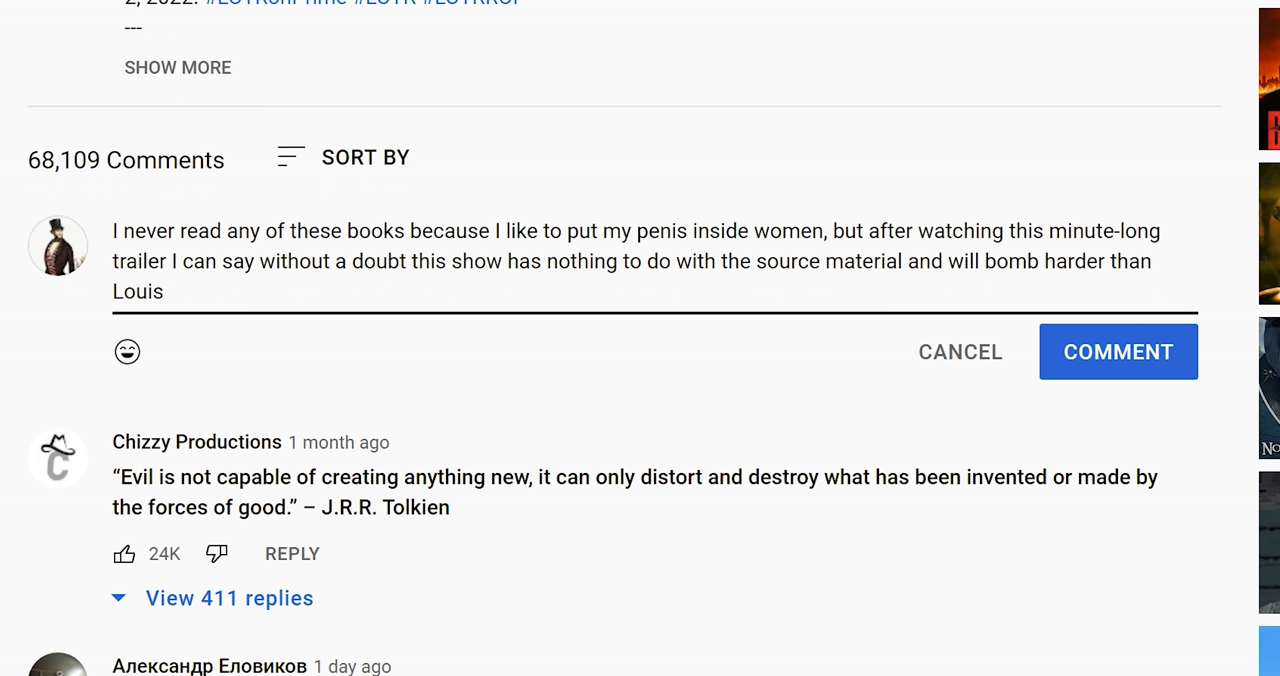 ---
SHOW MORE
68,109 Comments
SORT BY
I never read any of these books because I like to put my penis inside women, but after watching this minute-long
trailer I can say without a doubt this show has nothing to do with the source material and will bomb harder than
Louis
CANCEL
COMMENT
Chizzy Productions 1 month ago
“Evil is not capable of creating anything new, it can only distort and destroy what has been invented or made by
the forces of good.” – J.R.R. Tolkien
24K
REPLY
View 411 replies
Александр Еловиков 1 day ago